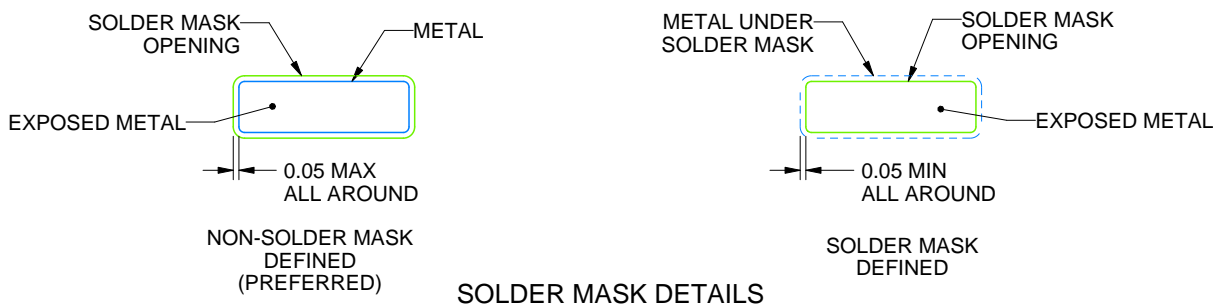 SOLDER MASK
OPENING
METAL
EXPOSED METAL
0.05 MAX
ALL AROUND
NON-SOLDER MASK
DEFINED
(PREFERRED)
METAL UNDER
SOLDER MASK
SOLDER MASK
OPENING
EXPOSED METAL
0.05 MIN
ALL AROUND
SOLDER MASK
DEFINED
SOLDER MASK DETAILS